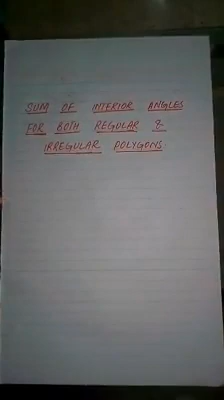 SUM OF INTERIOR ANGLES
FOR BOTH REGULAR &
IRREGULAR POLYGONS.